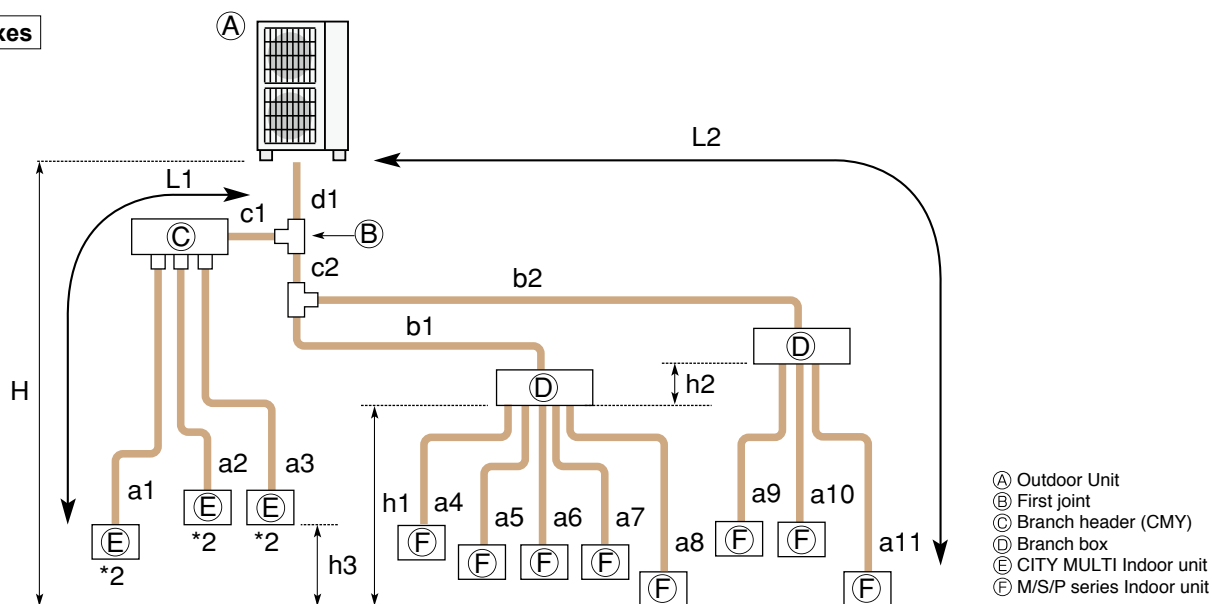 xes
Ⓐ
L2
L1
d1
c1
Ⓒ
Ⓑ
c2
b2
b1
Ⓓ
H
Ⓓ
h2
a1
a2
a3
Ⓔ
Ⓔ
Ⓔ
*2
*2
*2
h3
h1
a4
a5
a6
a7
a8
Ⓕ
Ⓕ
Ⓕ
Ⓕ
Ⓕ
a9
a10
a11
Ⓕ
Ⓕ
Ⓕ
Ⓐ Outdoor Unit
Ⓑ First joint
Ⓒ Branch header (CMY)
Ⓓ Branch box
Ⓔ CITY MULTI Indoor unit
Ⓕ M/S/P series Indoor unit